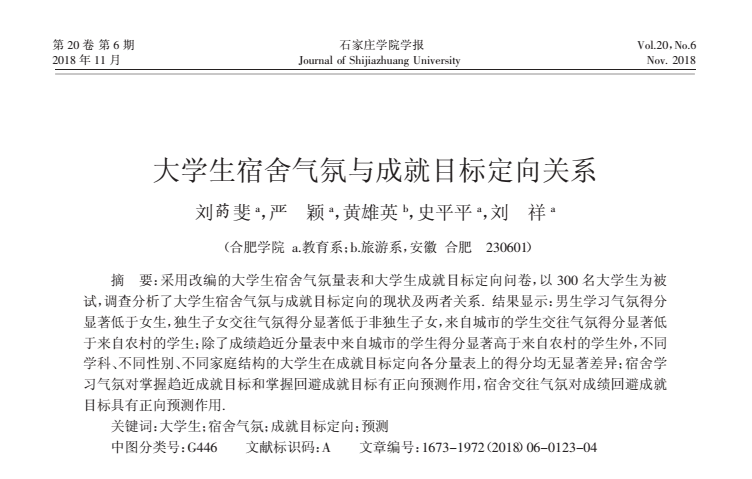 第 20 卷 第 6 期
石家庄学院学报
Vol.20, No.6
2018 年 11 月
Journal of Shijiazhuang University
Nov. 2018
大学生宿舍气氛与成就目标定向关系
刘菂斐 a,严　颖 a,黄雄英 b,史平平 a,刘　祥 a
(合肥学院 a.教育系;b.旅游系,安徽 合肥　230601)
摘　要:采用改编的大学生宿舍气氛量表和大学生成就目标定向问卷,以 300 名大学生为被
试,调查分析了大学生宿舍气氛与成就目标定向的现状及两者关系. 结果显示:男生学习气氛得分
显著低于女生,独生子女交往气氛得分显著低于非独生子女,来自城市的学生交往气氛得分显著低
于来自农村的学生;除了成绩趋近分量表中来自城市的学生得分显著高于来自农村的学生外,不同
学科、不同性别、不同家庭结构的大学生在成就目标定向各分量表上的得分均无显著差异;宿舍学
习气氛对掌握趋近成就目标和掌握回避成就目标有正向预测作用,宿舍交往气氛对成绩回避成就
目标具有正向预测作用.
关键词:大学生;宿舍气氛;成就目标定向;预测
中图分类号:G446　　文献标识码:A　　文章编号:1673-1972(2018)06-0123-04